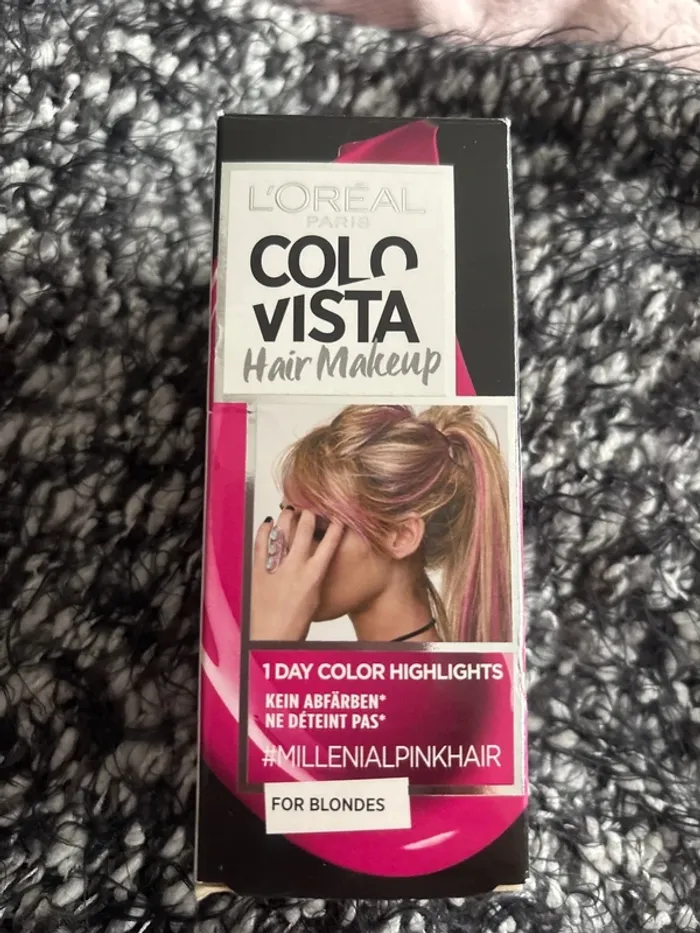 L'ORÉAL
PARIS
COLO
VISTA
Hair Makeup
1 DAY COLOR HIGHLIGHTS
KEIN ABFÄRBEN*
NE DÉTEINT PAS*
#MILLENIALPINKHAIR
FOR BLONDES